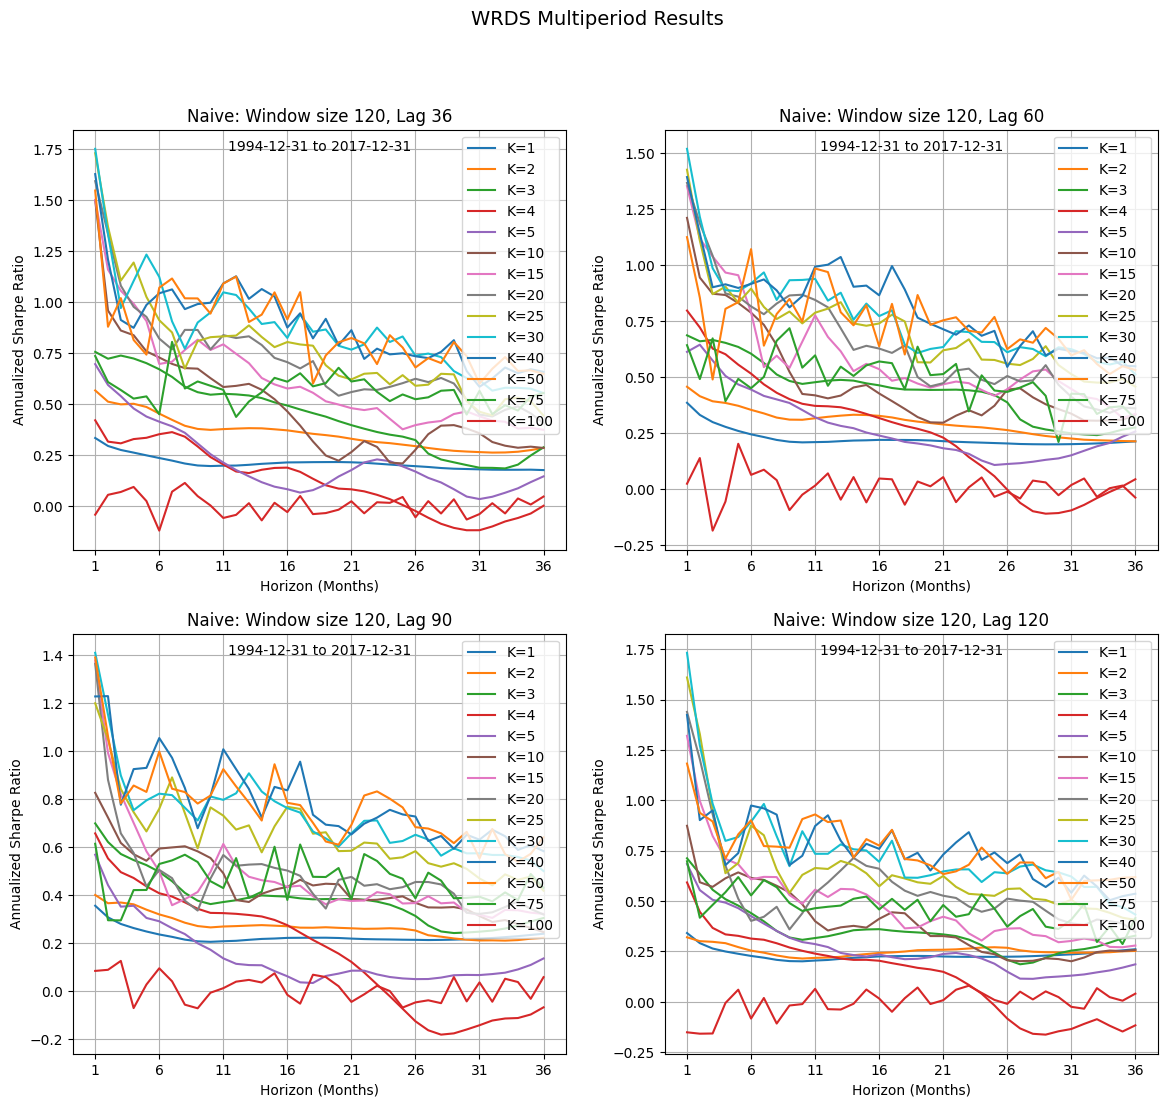 WRDS Multiperiod Results
Naive: Window size 120, Lag 36
1994-12-31 to 2017-12-31
Annualized Sharpe Ratio
1.75
1.50
1.25
1.00
0.75
0.50
0.25
0.00
K=1
K=2
K=3
K=4
K=5
K=10
K=15
K=20
K=25
K=30
K=40
K=50
K=75
K=100
1 6 11 16 21 26 31 36
Horizon (Months)
Naive: Window size 120, Lag 60
1994-12-31 to 2017-12-31
Annualized Sharpe Ratio
1.50
1.25
1.00
0.75
0.50
0.25
0.00
−0.25
K=1
K=2
K=3
K=4
K=5
K=10
K=15
K=20
K=25
K=30
K=40
K=50
K=75
K=100
1 6 11 16 21 26 31 36
Horizon (Months)
Naive: Window size 120, Lag 90
1994-12-31 to 2017-12-31
Annualized Sharpe Ratio
1.4
1.2
1.0
0.8
0.6
0.4
0.2
0.0
−0.2
K=1
K=2
K=3
K=4
K=5
K=10
K=15
K=20
K=25
K=30
K=40
K=50
K=75
K=100
1 6 11 16 21 26 31 36
Horizon (Months)
Naive: Window size 120, Lag 120
1994-12-31 to 2017-12-31
Annualized Sharpe Ratio
1.75
1.50
1.25
1.00
0.75
0.50
0.25
0.00
−0.25
K=1
K=2
K=3
K=4
K=5
K=10
K=15
K=20
K=25
K=30
K=40
K=50
K=75
K=100
1 6 11 16 21 26 31 36
Horizon (Months)